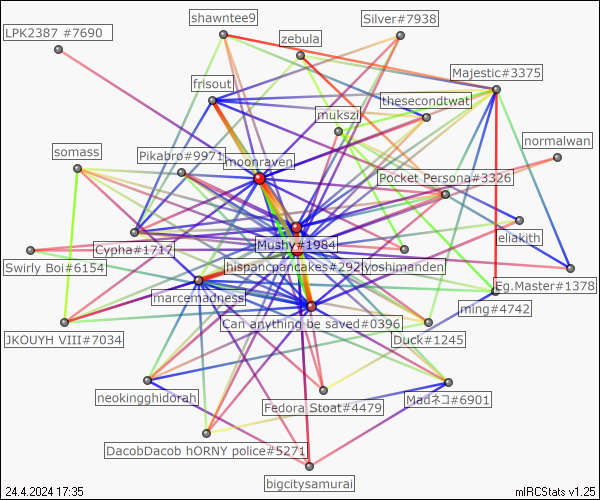 shawntee9
Silver#7938
LPK2387 #7690
zebula
Majestic#3375
frisout
thesecondtwat
mukszi
normalwan
somass
Pikabro#9971
moonraven
Pocket Persona#3326
eliakith
Cypha#1717
Mushy#1984
Swirly Boi#6154
hispancpancakes#292
yoshimanden
Eg.Master#1378
marcemadness
ming#4742
Can anything be saved#0396
JKOUYH VIII#7034
Duck#1245
neokingghidorah
Fedora Stoat#4479
Madネコ#6901
DacobDacob hORNY police#5271
bigcitysamurai
24.4.2024 17:35
mIRCStats v1.25